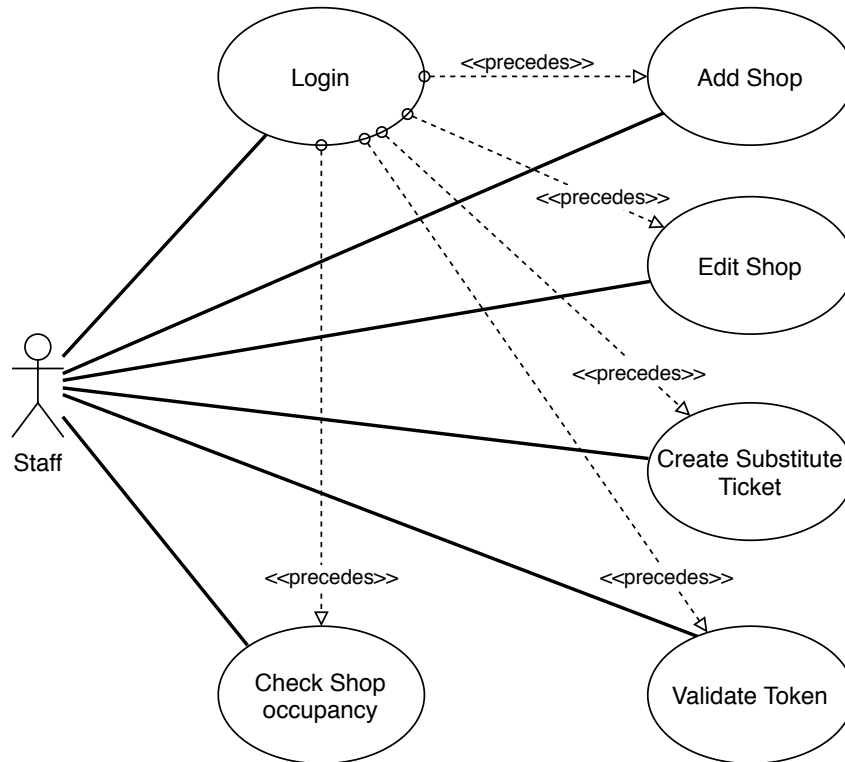 Login
<<precedes>>
Add Shop
<<precedes>>
Edit Shop
<<precedes>>
Create Substitute
Ticket
Staff
<<precedes>>
<<precedes>>
Check Shop
occupancy
Validate Token